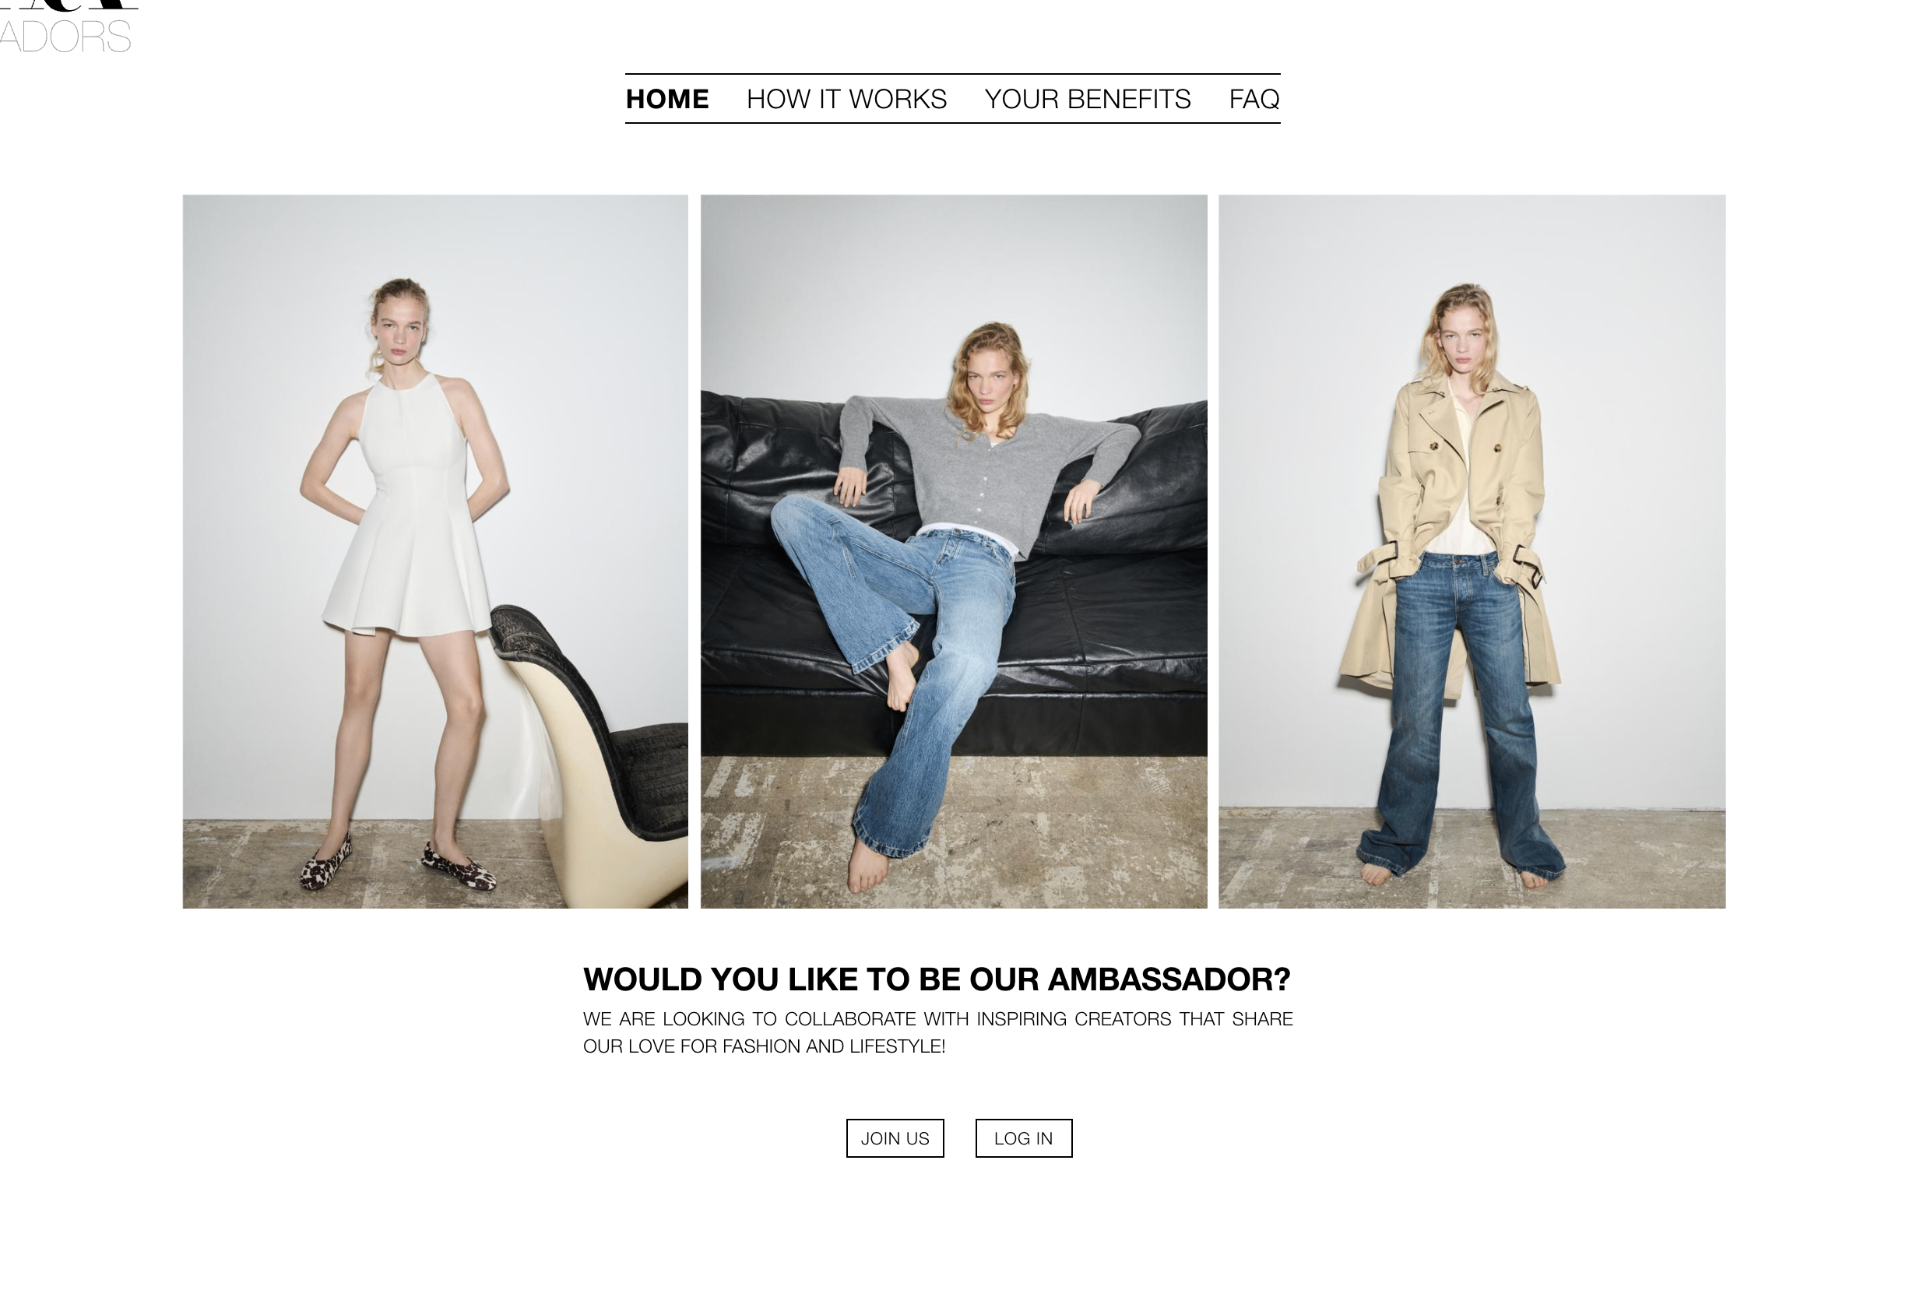 ADORS
HOME HOW IT WORKS YOUR BENEFITS FAQ
WOULD YOU LIKE TO BE OUR AMBASSADOR?
WE ARE LOOKING TO COLLABORATE WITH INSPIRING CREATORS THAT SHARE
OUR LOVE FOR FASHION AND LIFESTYLE!
JOIN US LOG IN